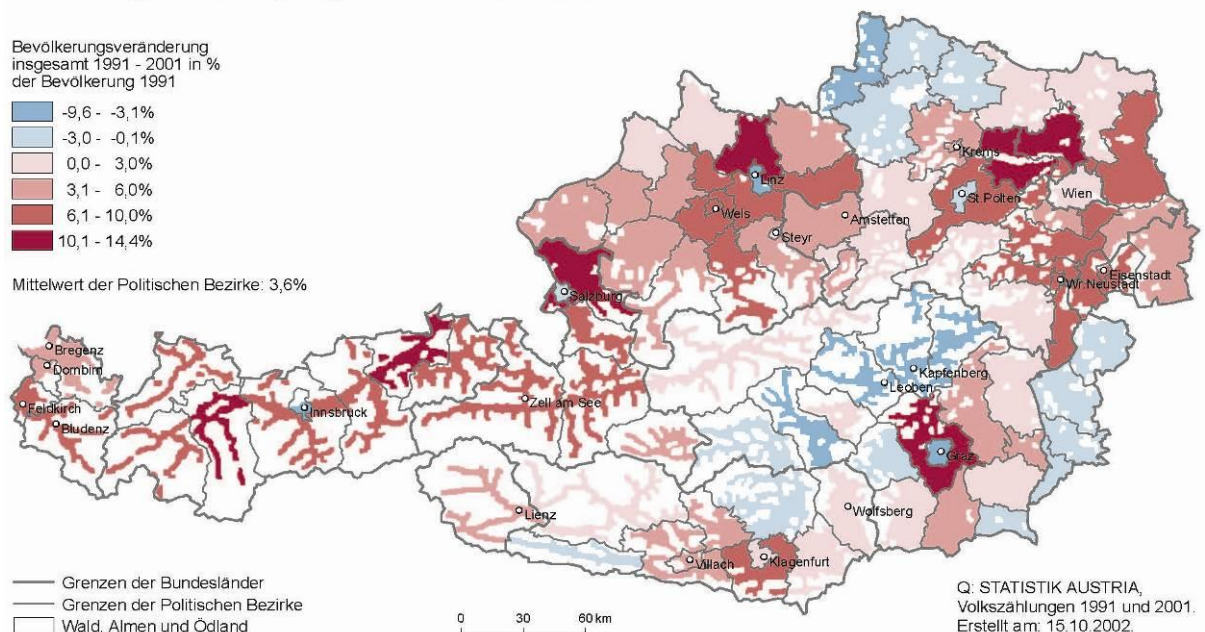 Bevölkerungsveränderung
insgesamt 1991 - 2001 in %
der Bevölkerung 1991
-9,6 - -3,1%
-3,0 - -0,1%
0,0 - 3,0%
3,1 - 6,0%
6,1 - 10,0%
10,1 - 14,4%
Mittelwert der Politischen Bezirke: 3,6%
Krems
Linz
St.Pölten
Wien
Wels
Amstetten
Steyr
Eisenstadt
Wr.Neustadt
Salzburg
Bregenz
Dornbirn
Kapfenberg
Leoben
Feldkirch
Innsbruck
Zell am See
Bludenz
Graz
Lienz
Wolfsberg
Villach
Klagenfurt
Grenzen der Bundesländer
Grenzen der Politischen Bezirke
Wald, Almen und Ödland
0 30 60 km
Q: STATISTIK AUSTRIA,
Volkszählungen 1991 und 2001.
Erstellt am: 15.10.2002.